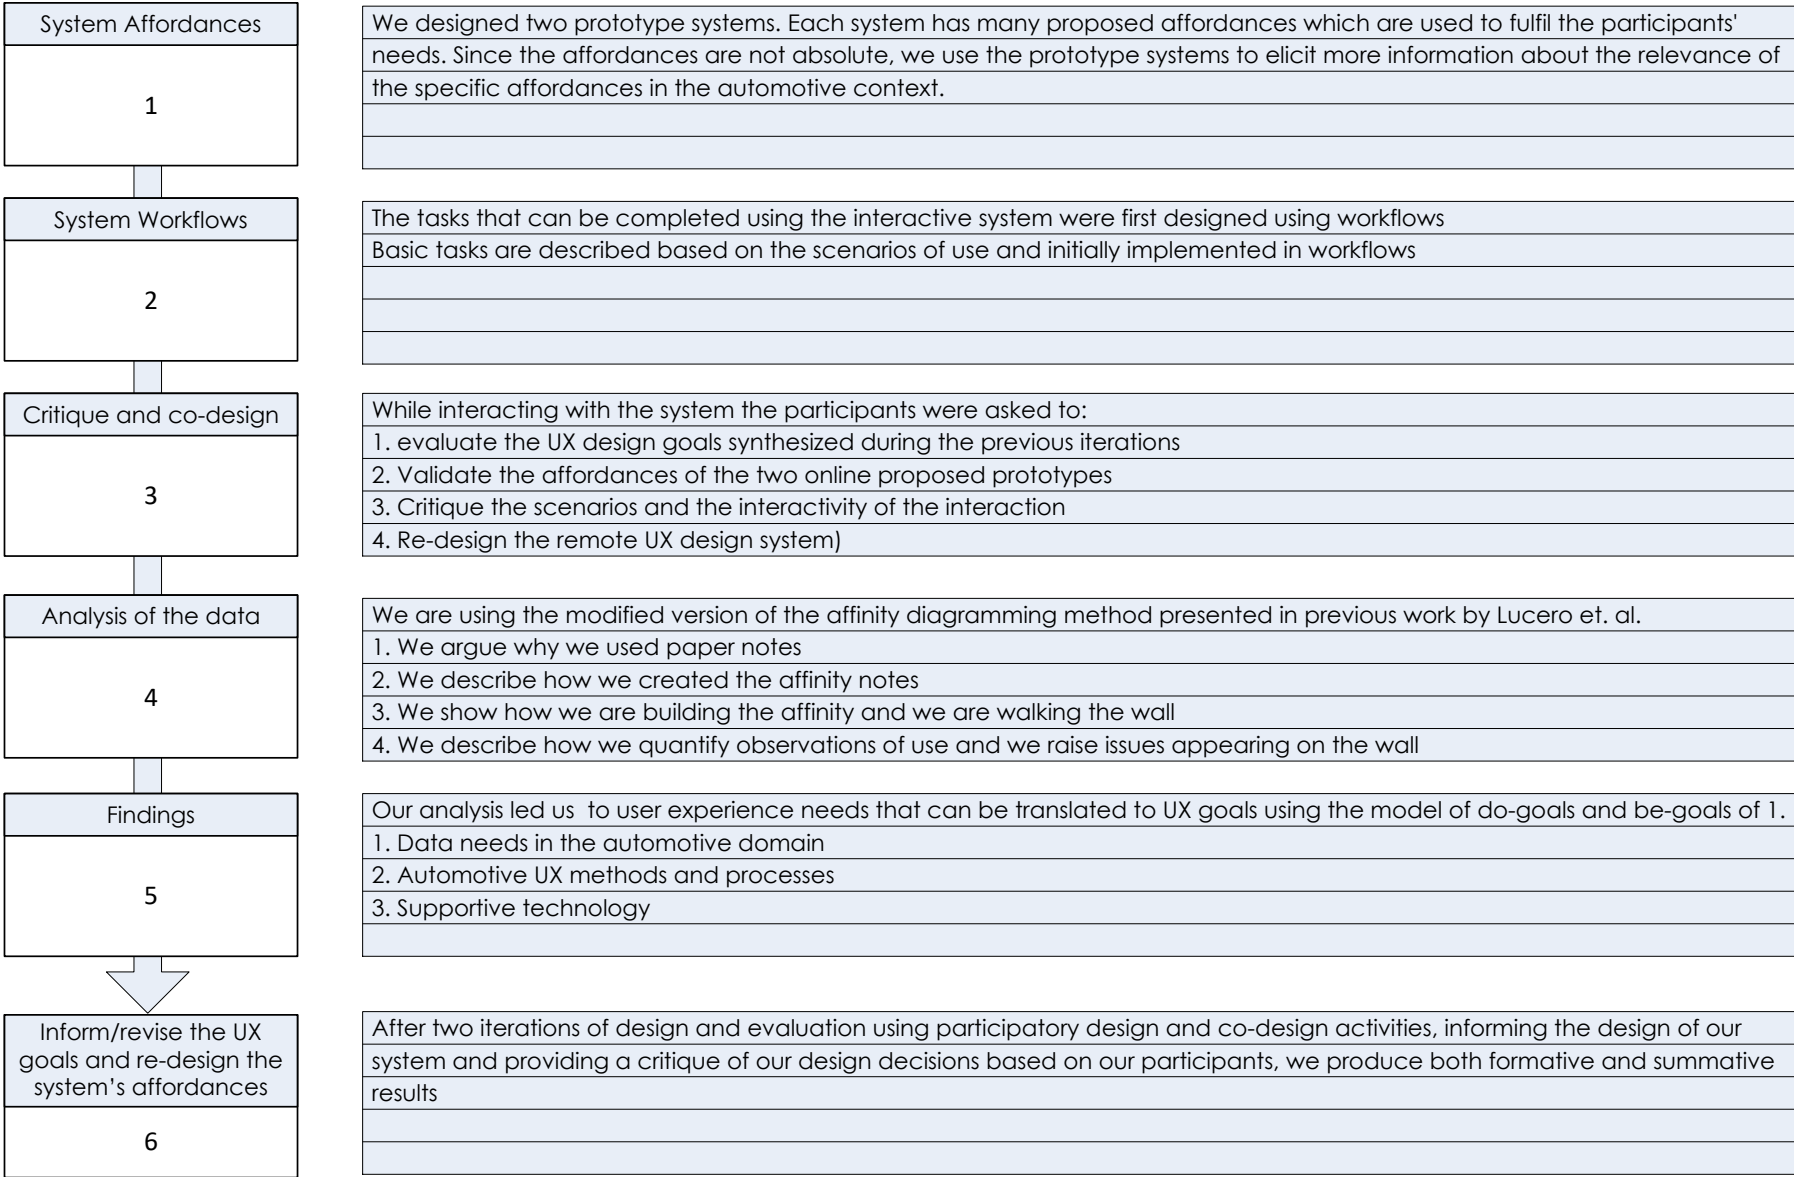 System Affordances
1
We designed two prototype systems. Each system has many proposed affordances which are used to fulfil the participants'
needs. Since the affordances are not absolute, we use the prototype systems to elicit more information about the relevance of
the specific affordances in the automotive context.
System Workflows
2
The tasks that can be completed using the interactive system were first designed using workflows
Basic tasks are described based on the scenarios of use and initially implemented in workflows
Critique and co-design
3
While interacting with the system the participants were asked to:
1. evaluate the UX design goals synthesized during the previous iterations
2. Validate the affordances of the two online proposed prototypes
3. Critique the scenarios and the interactivity of the interaction
4. Re-design the remote UX design system)
Analysis of the data
4
We are using the modified version of the affinity diagramming method presented in previous work by Lucero et. al.
1. We argue why we used paper notes
2. We describe how we created the affinity notes
3. We show how we are building the affinity and we are walking the wall
4. We describe how we quantify observations of use and we raise issues appearing on the wall
Findings
5
Our analysis led us  to user experience needs that can be translated to UX goals using the model of do-goals and be-goals of 1.
1. Data needs in the automotive domain
2. Automotive UX methods and processes
3. Supportive technology
Inform/revise the UX
goals and re-design the
system’s affordances
6
After two iterations of design and evaluation using participatory design and co-design activities, informing the design of our
system and providing a critique of our design decisions based on our participants, we produce both formative and summative
results